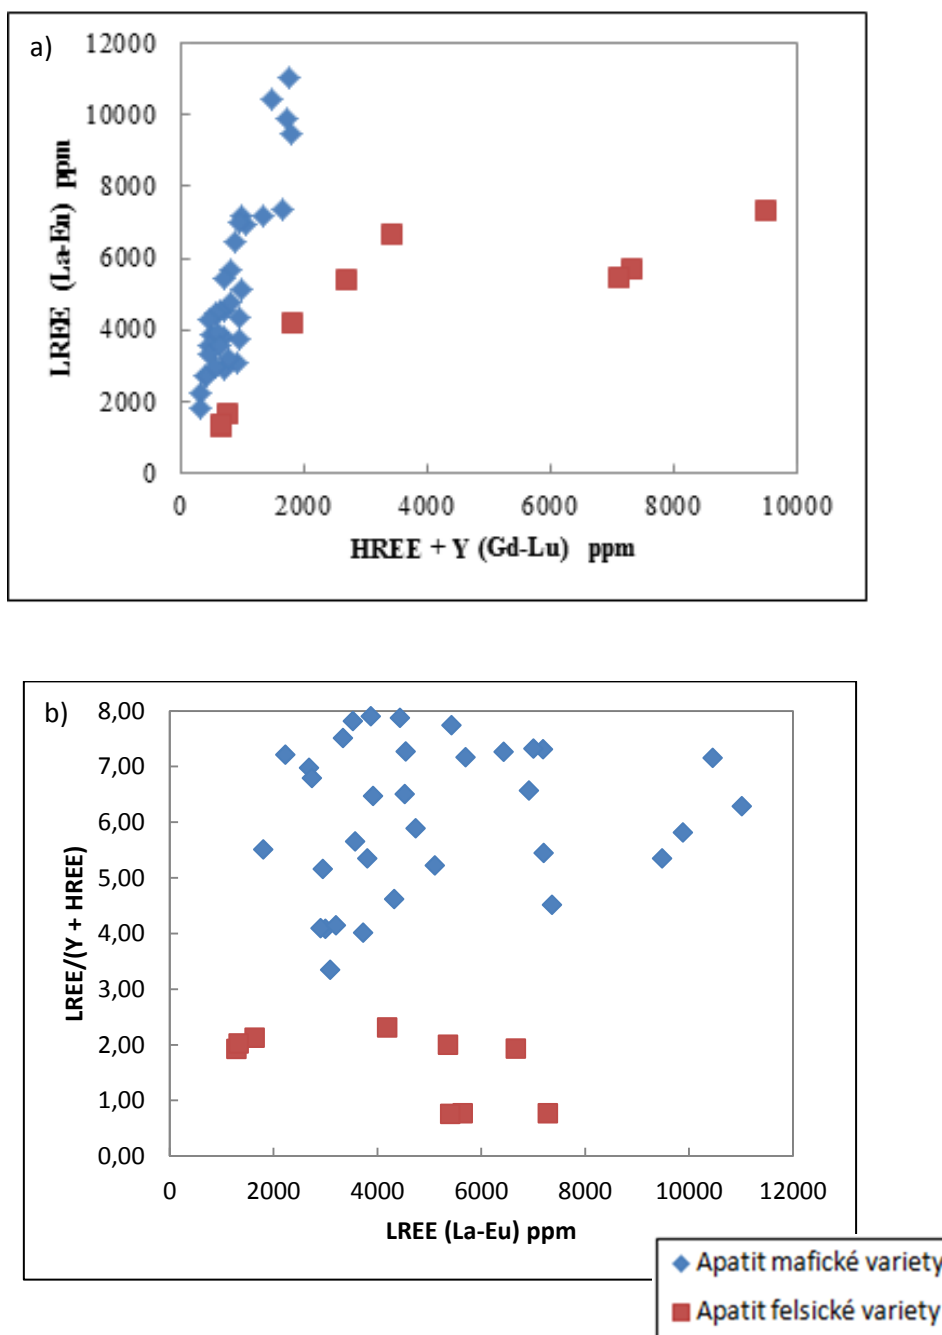 a)
12000
10000
8000
6000
4000
2000
0
LREE (La-Eu) ppm
0 2000 4000 6000 8000 10000
HREE + Y (Gd-Lu) ppm
b)
8,00
7,00
6,00
5,00
4,00
3,00
2,00
1,00
0,00
LREE/(Y + HREE)
0 2000 4000 6000 8000 10000 12000
LREE (La-Eu) ppm
Apatit mafické variety
Apatit felsické variety